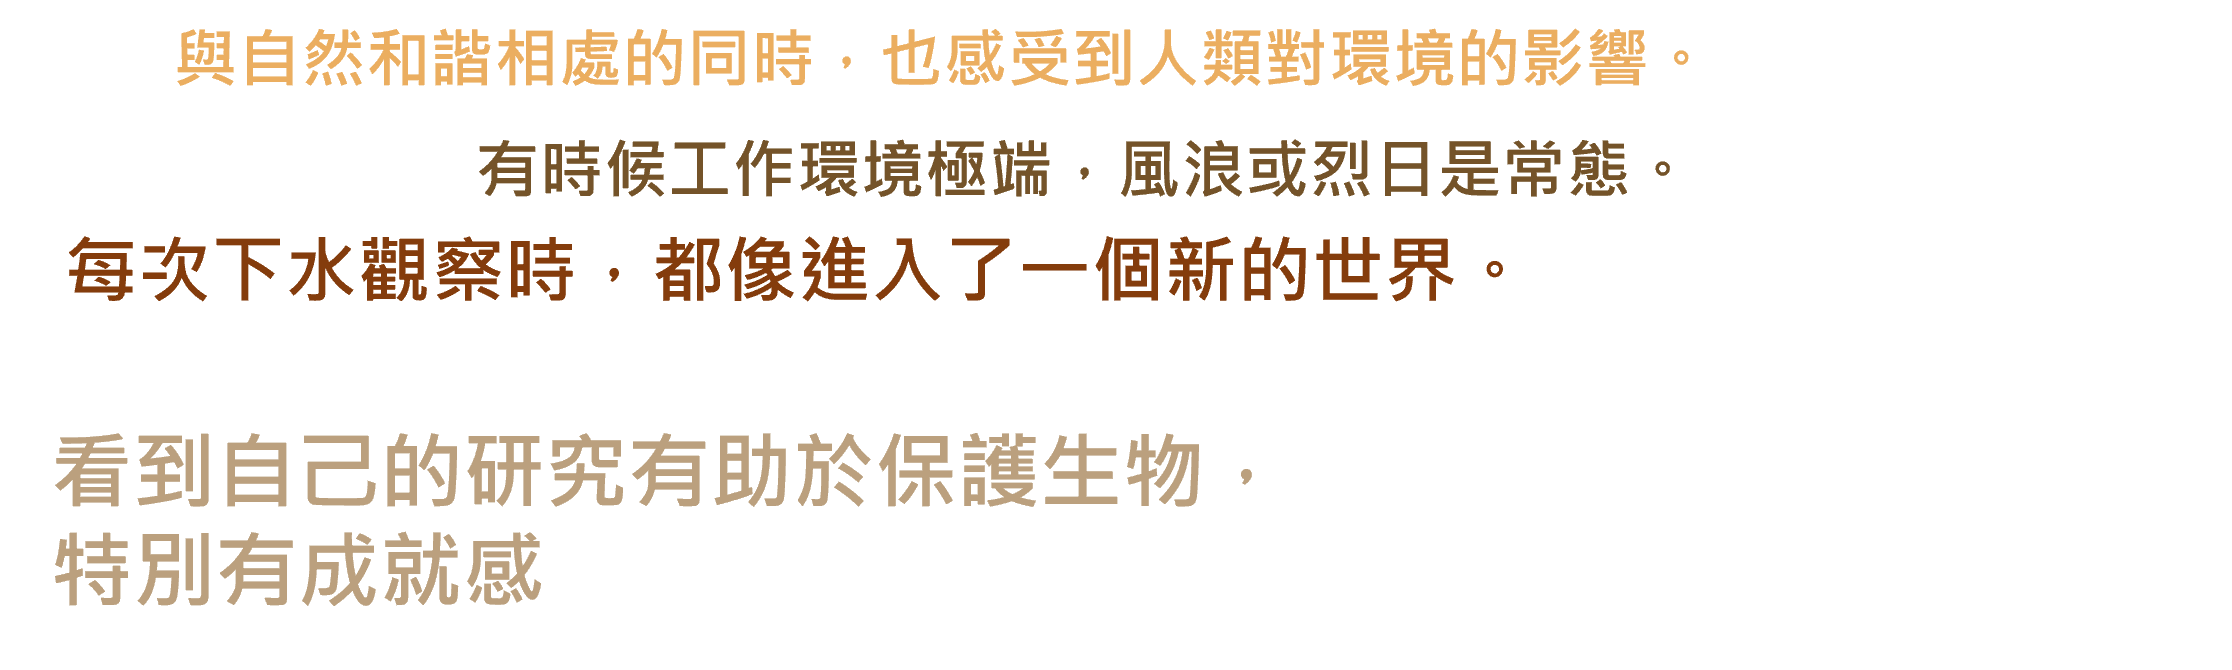 與自然和諧相處的同時，也感受到人類對環境的影響。
有時候工作環境極端，風浪或烈日是常態。
每次下水觀察時，都像進入了一個新的世界。
看到自己的研究有助於保護生物，
特別有成就感